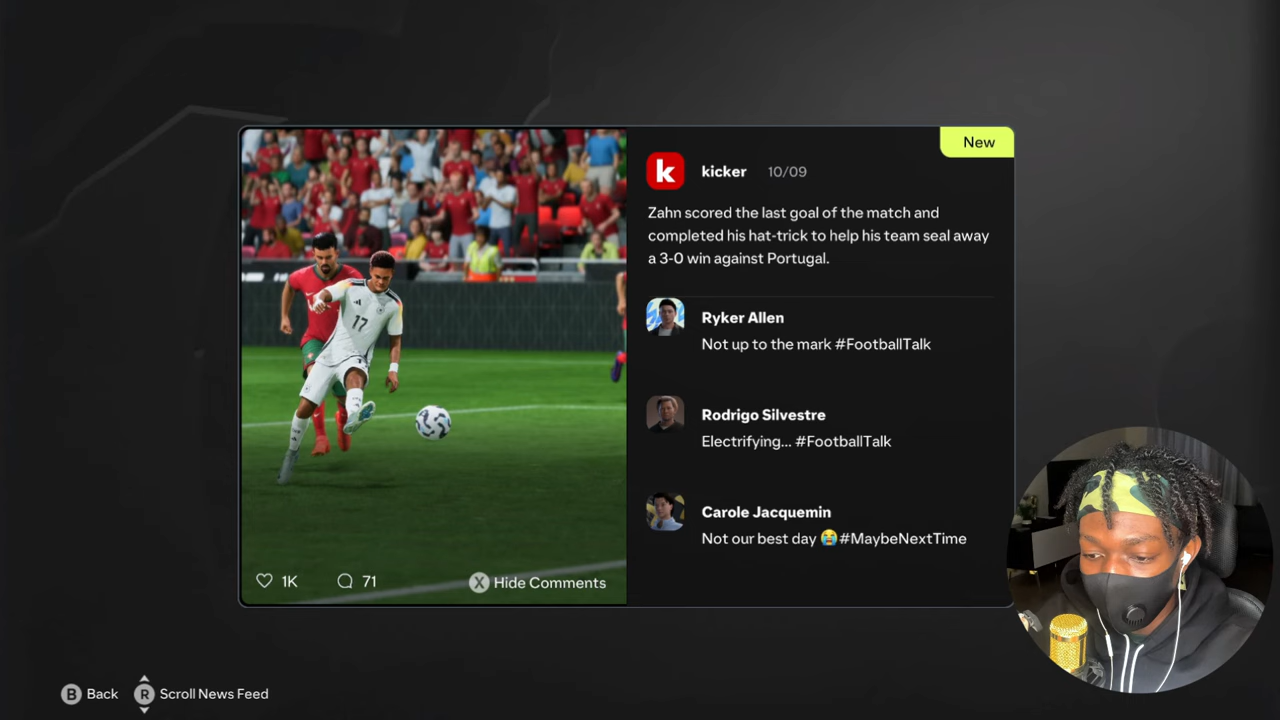 New
k
kicker 10/09
Zahn scored the last goal of the match and
completed his hat-trick to help his team seal away
a 3-0 win against Portugal.
17
Ryker Allen
Not up to the mark #FootballTalk
Rodrigo Silvestre
Electrifying... #FootballTalk
Carole Jacquemin
Not our best day 😭#MaybeNextTime
1K 71 X Hide Comments
B Back R Scroll News Feed